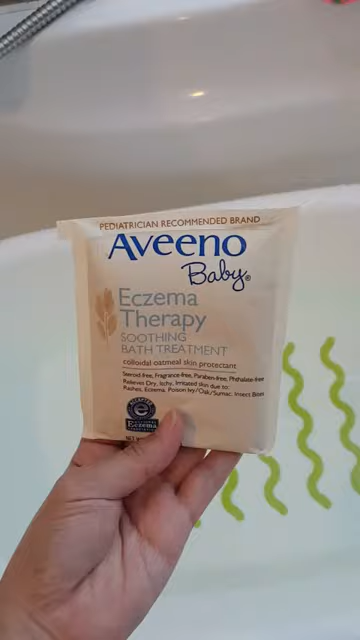 PEDIATRICIAN RECOMMENDED BRAND
Aveeno
Baby®
Eczema
Therapy
SOOTHING
BATH TREATMENT
colloidal oatmeal skin protectant
Steroid-free, Fragrance-free, Paraben-free, Phthalate-free
Relieves Dry, Itchy, Irritated skin due to:
Rashes, Eczema, Poison Ivy/Oak/Sumac, Insect Bites
e
Eczema
NET